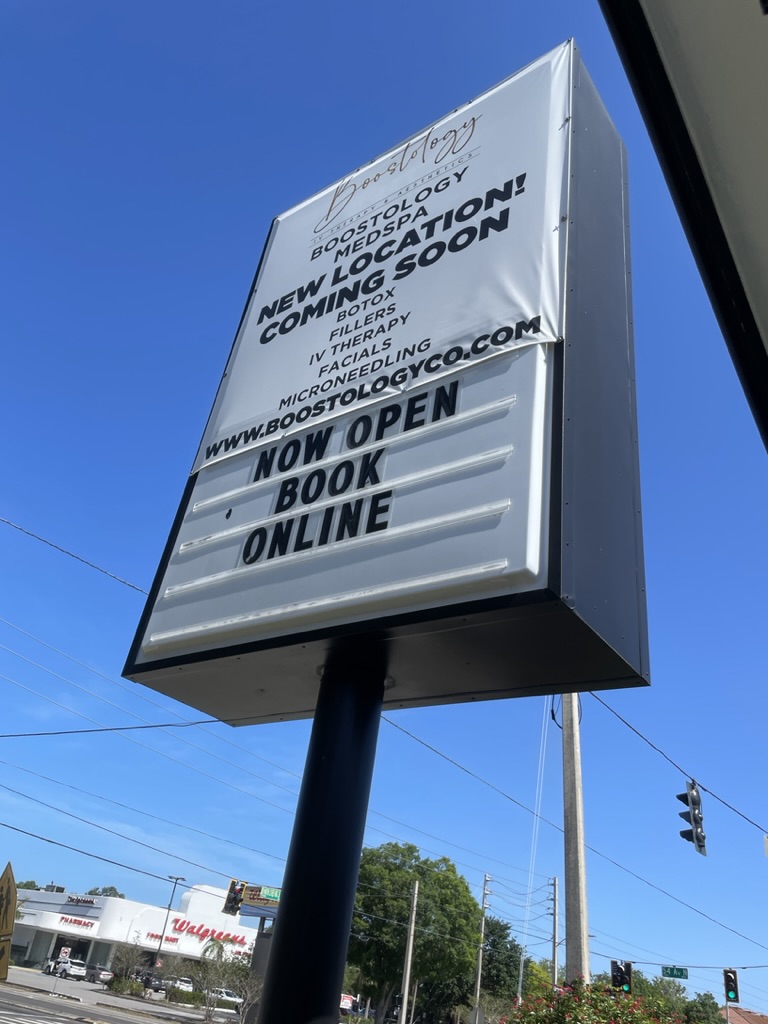 Boostology
IV THERAPY & AESTHETICS
BOOSTOLOGY
MEDSPA
NEW LOCATION!
COMING SOON
BOTOX
FILLERS
IV THERAPY
FACIALS
MICRONEEDLING
WWW.BOOSTOLOGYCO.COM
NOW OPEN
BOOK
ONLINE
Walgreens
PHARMACY
Walgreens